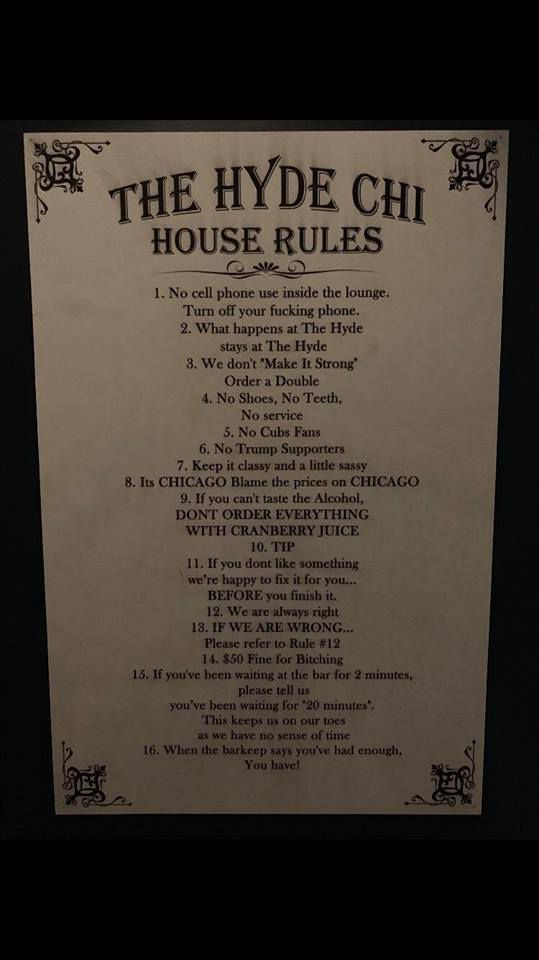 THE HYDE CHI
HOUSE RULES
1. No cell phone use inside the lounge.
Turn off your fucking phone.
2. What happens at The Hyde
stays at The Hyde
3. We don't "Make It Strong"
Order a Double
4. No Shoes, No Teeth,
No service
5. No Cubs Fans
6. No Trump Supporters
7. Keep it classy and a little sassy
8. Its CHICAGO Blame the prices on CHICAGO
9. If you can't taste the Alcohol,
DONT ORDER EVERYTHING
WITH CRANBERRY JUICE
10. TIP
11. If you dont like something
we're happy to fix it for you...
BEFORE you finish it.
12. We are always right
13. IF WE ARE WRONG...
Please refer to Rule #12
14. $50 Fine for Bitching
15. If you've been waiting at the bar for 2 minutes,
please tell us
you've been waiting for "20 minutes".
This keeps us on our toes
as we have no sense of time
16. When the barkeep says you've had enough,
You have!